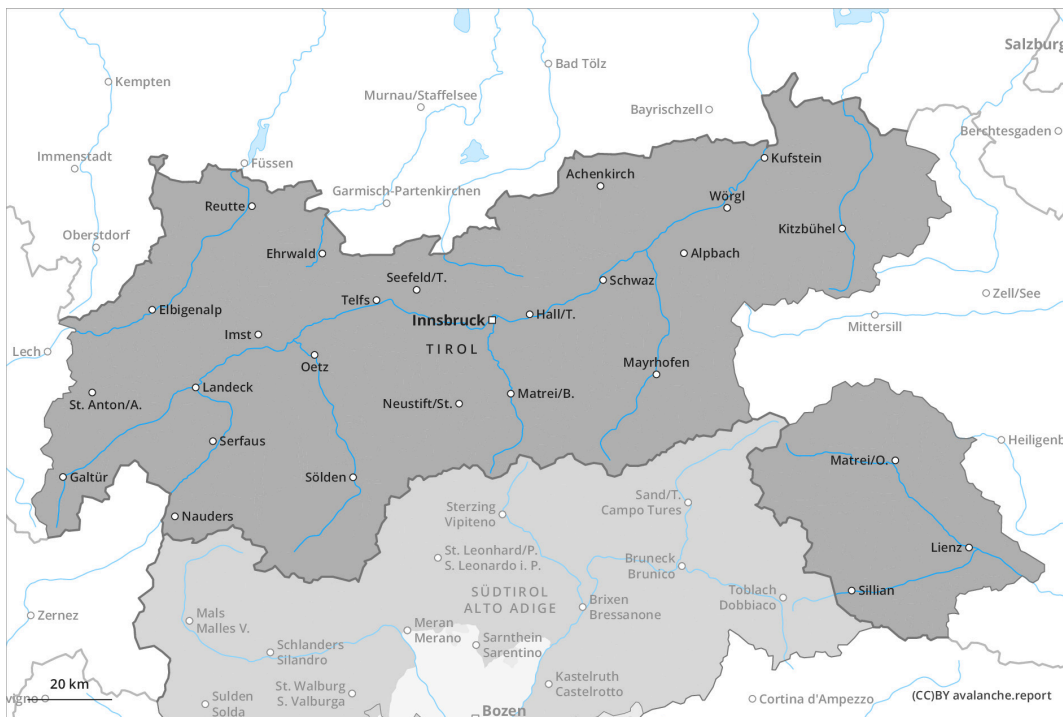 Salzburg
Kempten
Bad Tölz
Murnau/Staffelsee
Bayrischzell
Berchtesgaden
Immenstadt
Füssen
Kufstein
Achenkirch
Garmisch-Partenkirchen
Reutte
Wörgl
Oberstdorf
Kitzbühel
Ehrwald
Alpbach
Seefeld/T.
Schwaz
Zell/See
Telfs
Elbigenalp
Innsbruck
Hall/T.
Mittersill
Imst
TIROL
Lech
Oetz
Mayrhofen
Landeck
St. Anton/A.
Neustift/St.
Matrei/B.
Serfaus
Heiligenb
Matrei/O.
Galtür
Sölden
Sand/T.
Campo Tures
Sterzing
Vipiteno
Nauders
Lienz
St. Leonhard/P.
S. Leonardo i. P.
Bruneck
Brunico
SÜDTIROL
ALTO ADIGE
Toblach
Dobbiaco
Sillian
Brixen
Bressanone
Zernez
Mals
Malles V.
Meran
Merano
Sarnthein
Sarentino
Schlanders
Silandro
Kastelruth
Castelrotto
20 km
St. Walburg
S. Valburga
vigno
Sulden
Solda
Cortina d'Ampezzo
(CC)BY avalanche.report
Bozen